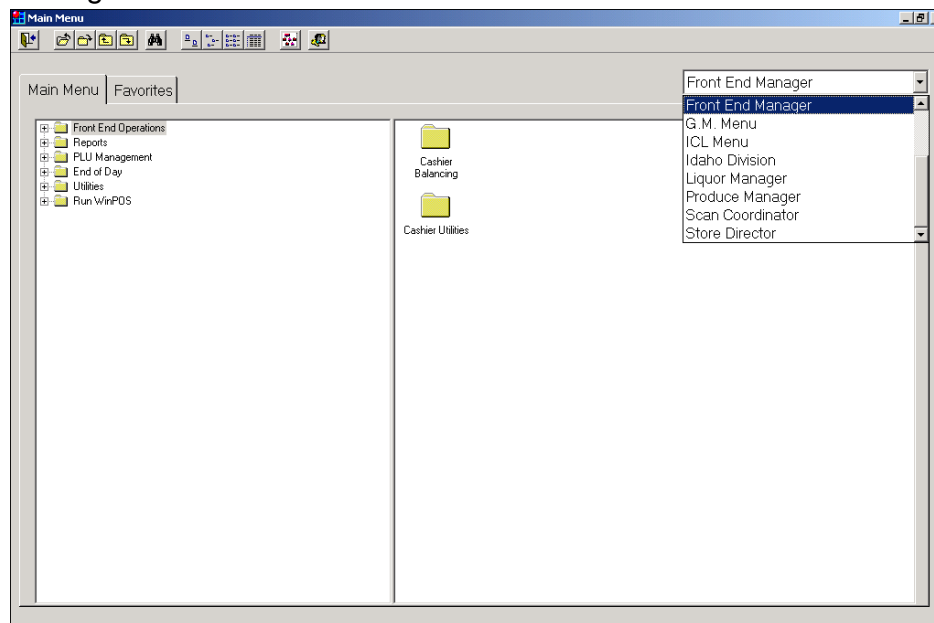 Main Menu
Main Menu
Favorites
Front End Manager
Front End Manager
G.M. Menu
ICL Menu
Idaho Division
Liquor Manager
Produce Manager
Scan Coordinator
Store Director
Front End Operations
Reports
PLU Management
End of Day
Utilities
Run WinPOS
Cashier
Balancing
Cashier Utilities